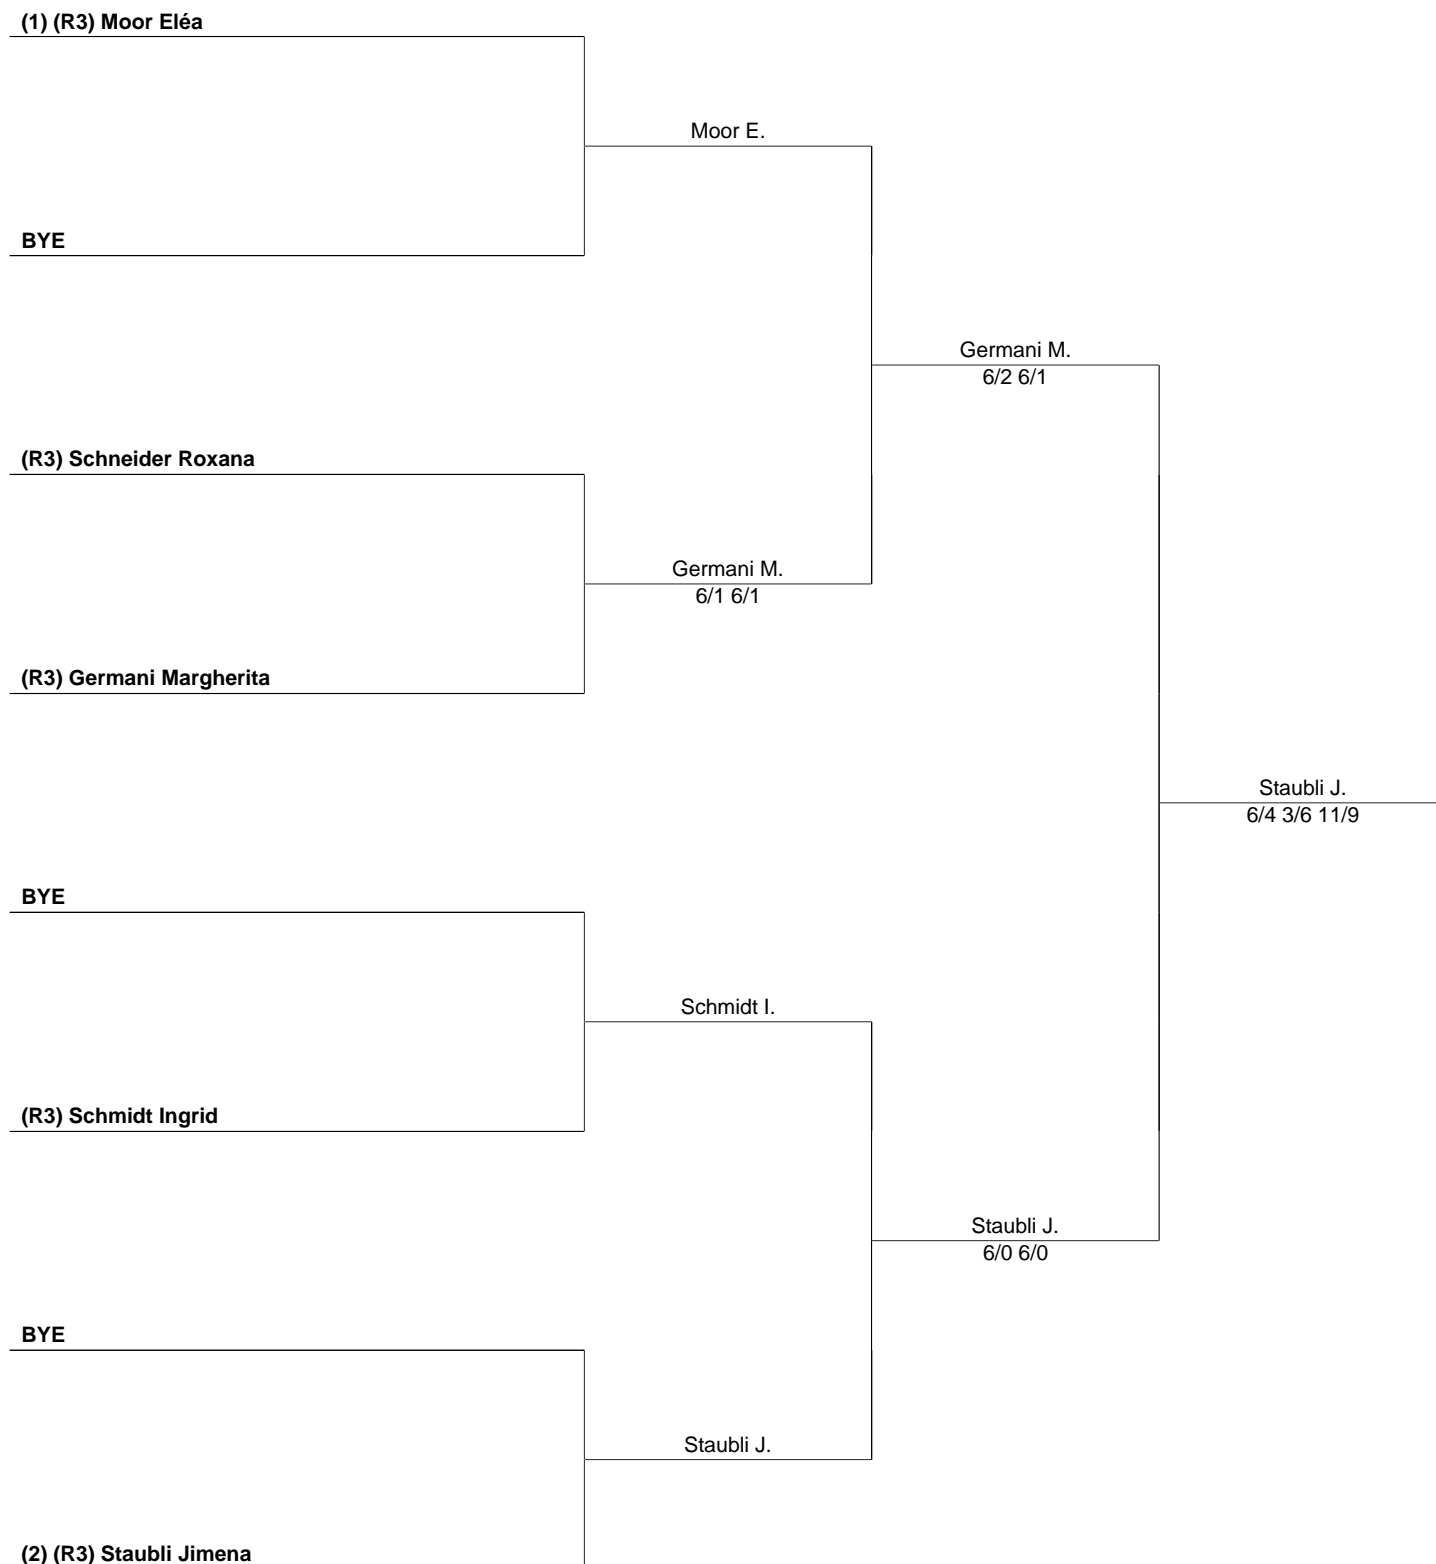 (1) (R3) Moor Eléa
Moor E.
BYE
Germani M.
6/2 6/1
(R3) Schneider Roxana
Germani M.
6/1 6/1
(R3) Germani Margherita
Staubli J.
6/4 3/6 11/9
BYE
Schmidt I.
(R3) Schmidt Ingrid
Staubli J.
6/0 6/0
BYE
Staubli J.
(2) (R3) Staubli Jimena